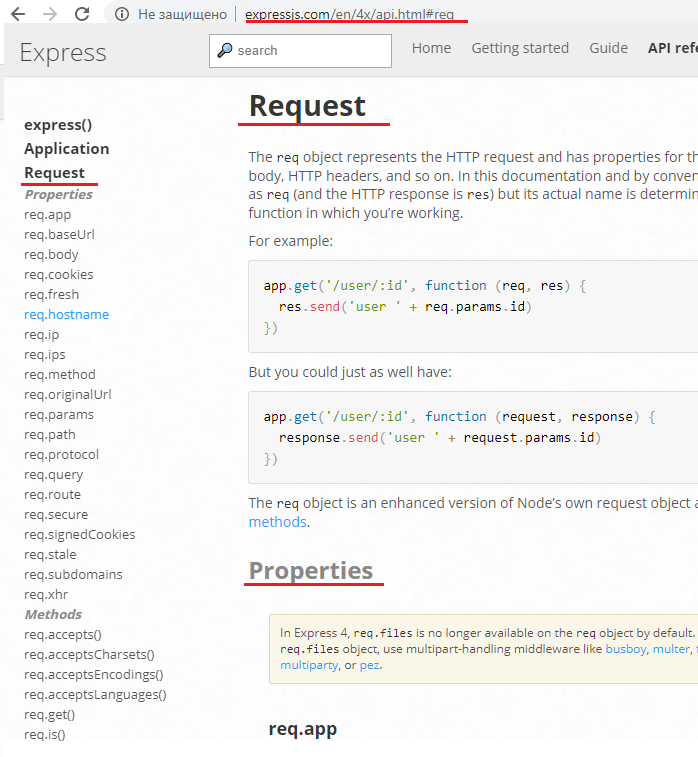 Не защищено
expressjs.com/en/4x/api.html#req
Express
search
Home
Getting started
Guide
API refe
express()
Application
Request
Properties
req.app
req.baseUrl
req.body
req.cookies
req.fresh
req.hostname
req.ip
req.ips
req.method
req.originalUrl
req.params
req.path
req.protocol
req.query
req.route
req.secure
req.signedCookies
req.stale
req.subdomains
req.xhr
Methods
req.accepts()
req.acceptsCharsets()
req.acceptsEncodings()
req.acceptsLanguages()
req.get()
req.is()
Request
The req object represents the HTTP request and has properties for th
body, HTTP headers, and so on. In this documentation and by conven
as req (and the HTTP response is res) but its actual name is determin
function in which you’re working.
For example:
app.get('/user/:id', function (req, res) {
  res.send('user ' + req.params.id)
})
But you could just as well have:
app.get('/user/:id', function (request, response) {
  response.send('user ' + request.params.id)
})
The req object is an enhanced version of Node’s own request object a
methods.
Properties
In Express 4, req.files is no longer available on the req object by default.
req.files object, use multipart-handling middleware like busboy, multer,
multiparty, or pez.
req.app